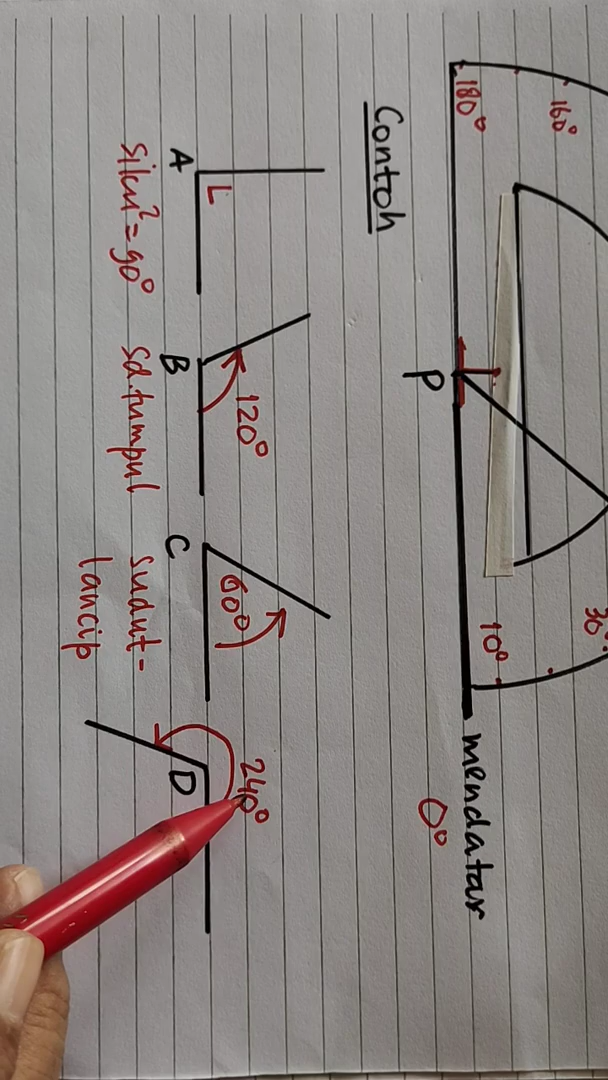 180° 160° 30° 10°
P mendatar
0°
Contoh
120° 60° 240°
A B C D
siku² = 90° sd.tumpul sudut-
lancip